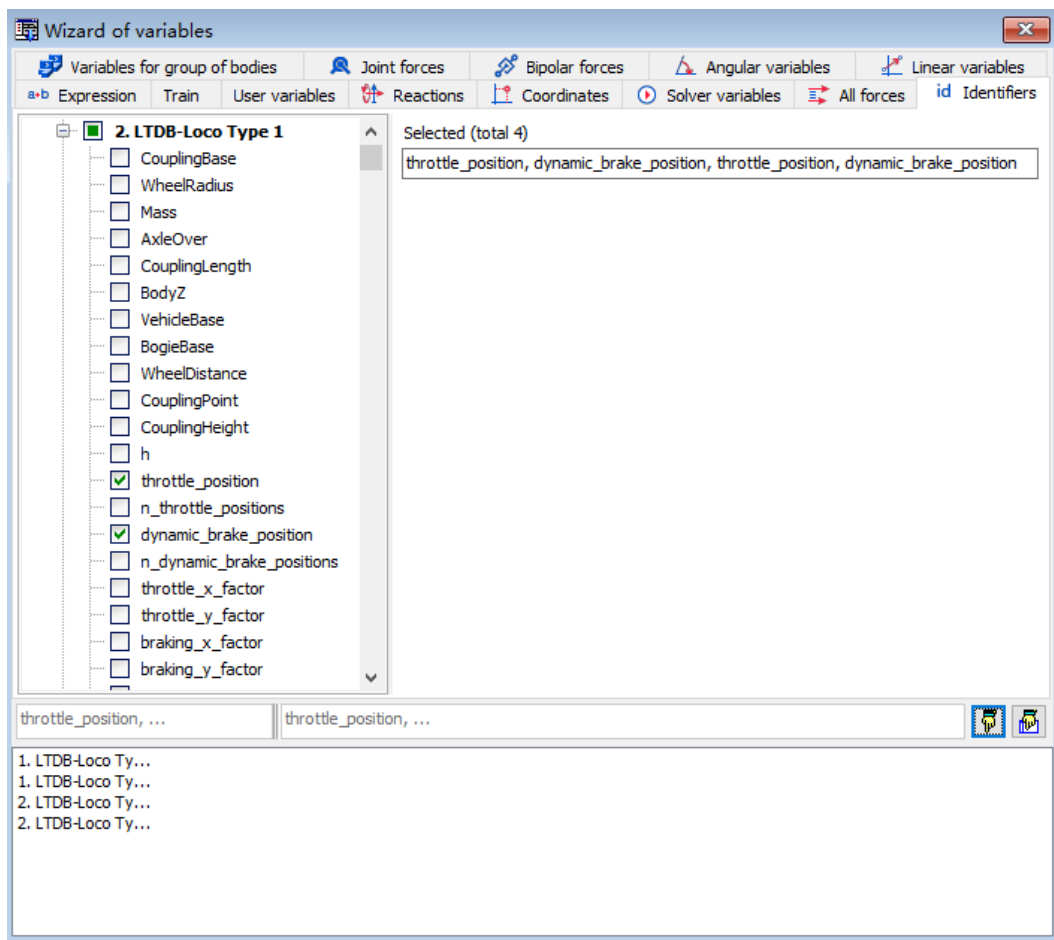 Wizard of variables
Variables for group of bodies Joint forces Bipolar forces Angular variables Linear variables
a+b Expression Train User variables Reactions Coordinates Solver variables All forces id Identifiers
2. LTDB-Loco Type 1
CouplingBase
WheelRadius
Mass
AxleOver
CouplingLength
BodyZ
VehicleBase
BogieBase
WheelDistance
CouplingPoint
CouplingHeight
h
throttle_position
n_throttle_positions
dynamic_brake_position
n_dynamic_brake_positions
throttle_x_factor
throttle_y_factor
braking_x_factor
braking_y_factor
Selected (total 4)
throttle_position, dynamic_brake_position, throttle_position, dynamic_brake_position
throttle_position, ... throttle_position, ...
1. LTDB-Loco Ty...
1. LTDB-Loco Ty...
2. LTDB-Loco Ty...
2. LTDB-Loco Ty...